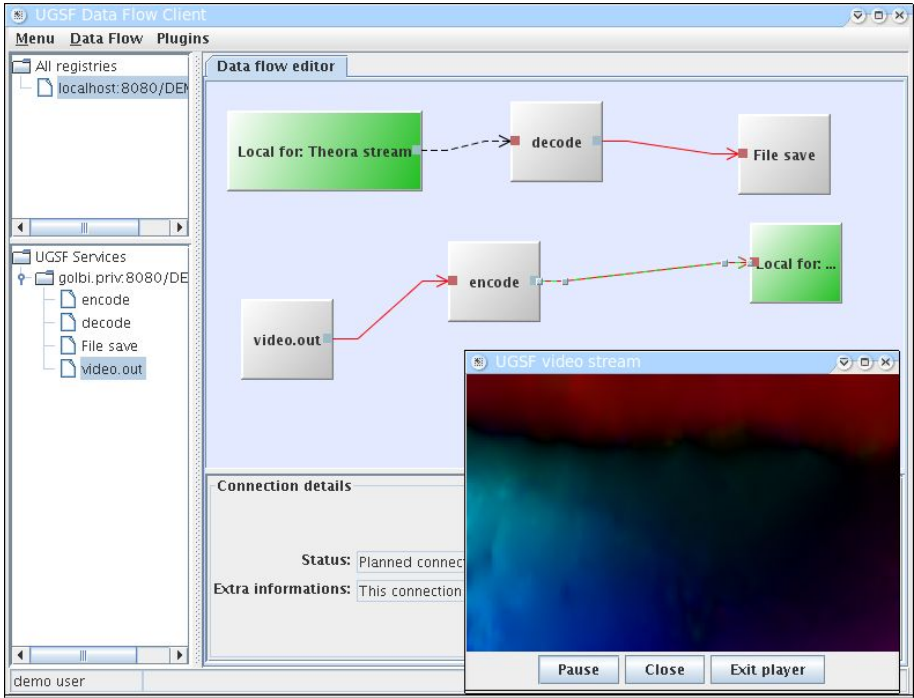 UGSF Data Flow Client
Menu Data Flow Plugins
All registries
localhost:8080/DEM
Data flow editor
Local for: Theora stream
decode
File save
UGSF Services
golbi.priv:8080/DE
encode
decode
File save
video.out
encode
Local for: ...
video.out
UGSF video stream
Connection details
Status: Planned connec
Extra informations: This connection
Pause Close Exit player
demo user